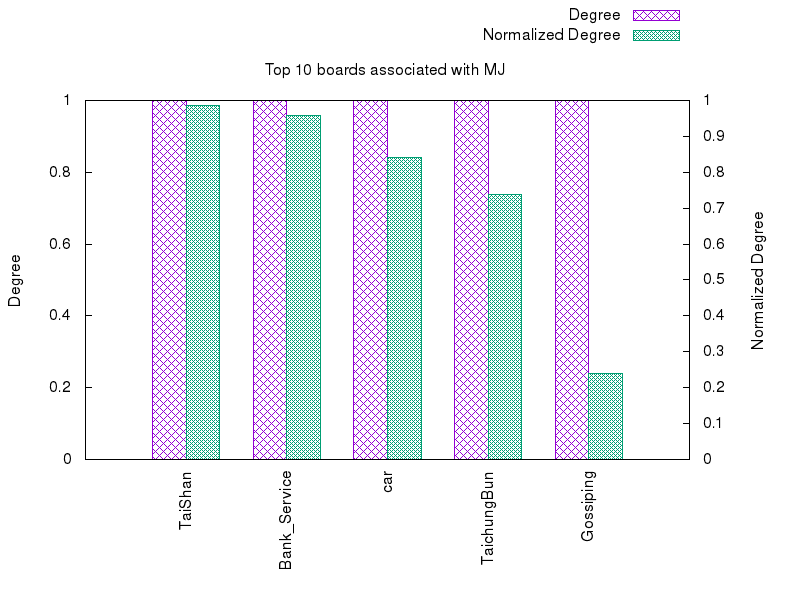 Degree
Normalized Degree
Top 10 boards associated with MJ
1
0.8
0.6
0.4
0.2
0
Degree
1
0.9
0.8
0.7
0.6
0.5
0.4
0.3
0.2
0.1
0
Normalized Degree
TaiShan
Bank_Service
car
TaichungBun
Gossiping